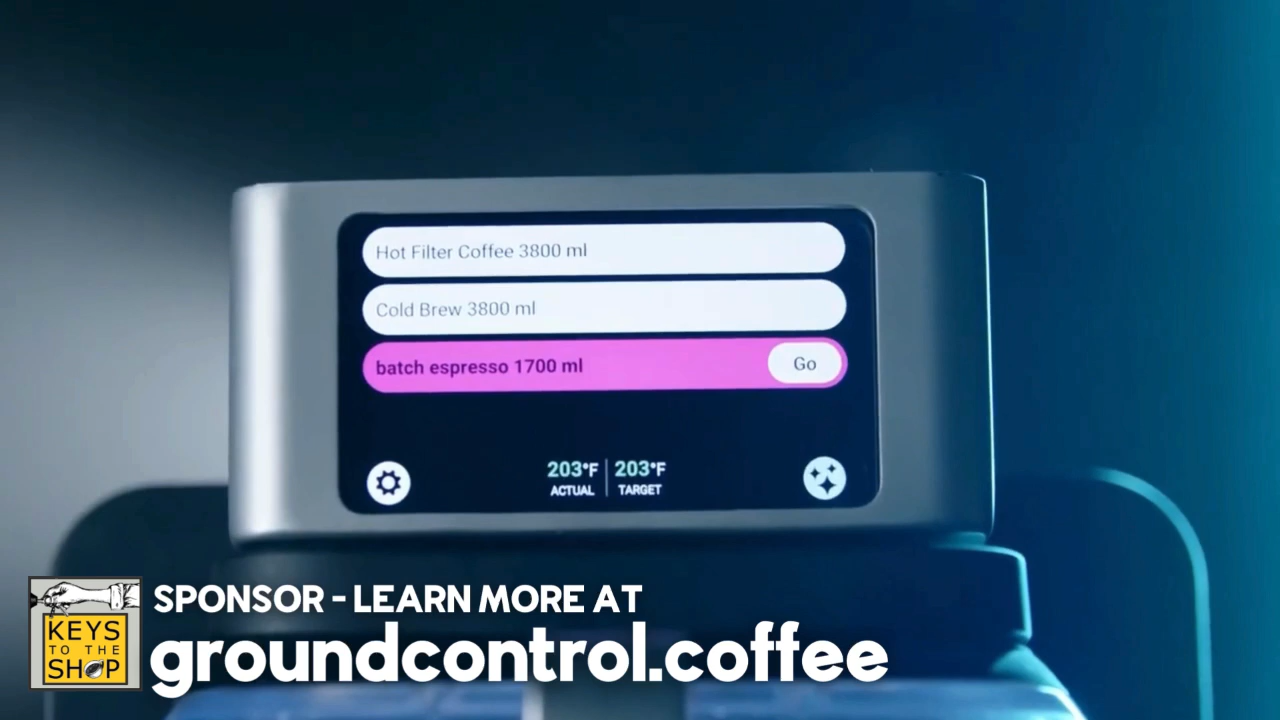 Hot Filter Coffee 3800 ml
Cold Brew 3800 ml
batch espresso 1700 ml Go
203°F 203°F
ACTUAL TARGET
SPONSOR - LEARN MORE AT
groundcontrol.coffee
KEYS
TO THE
SHOP